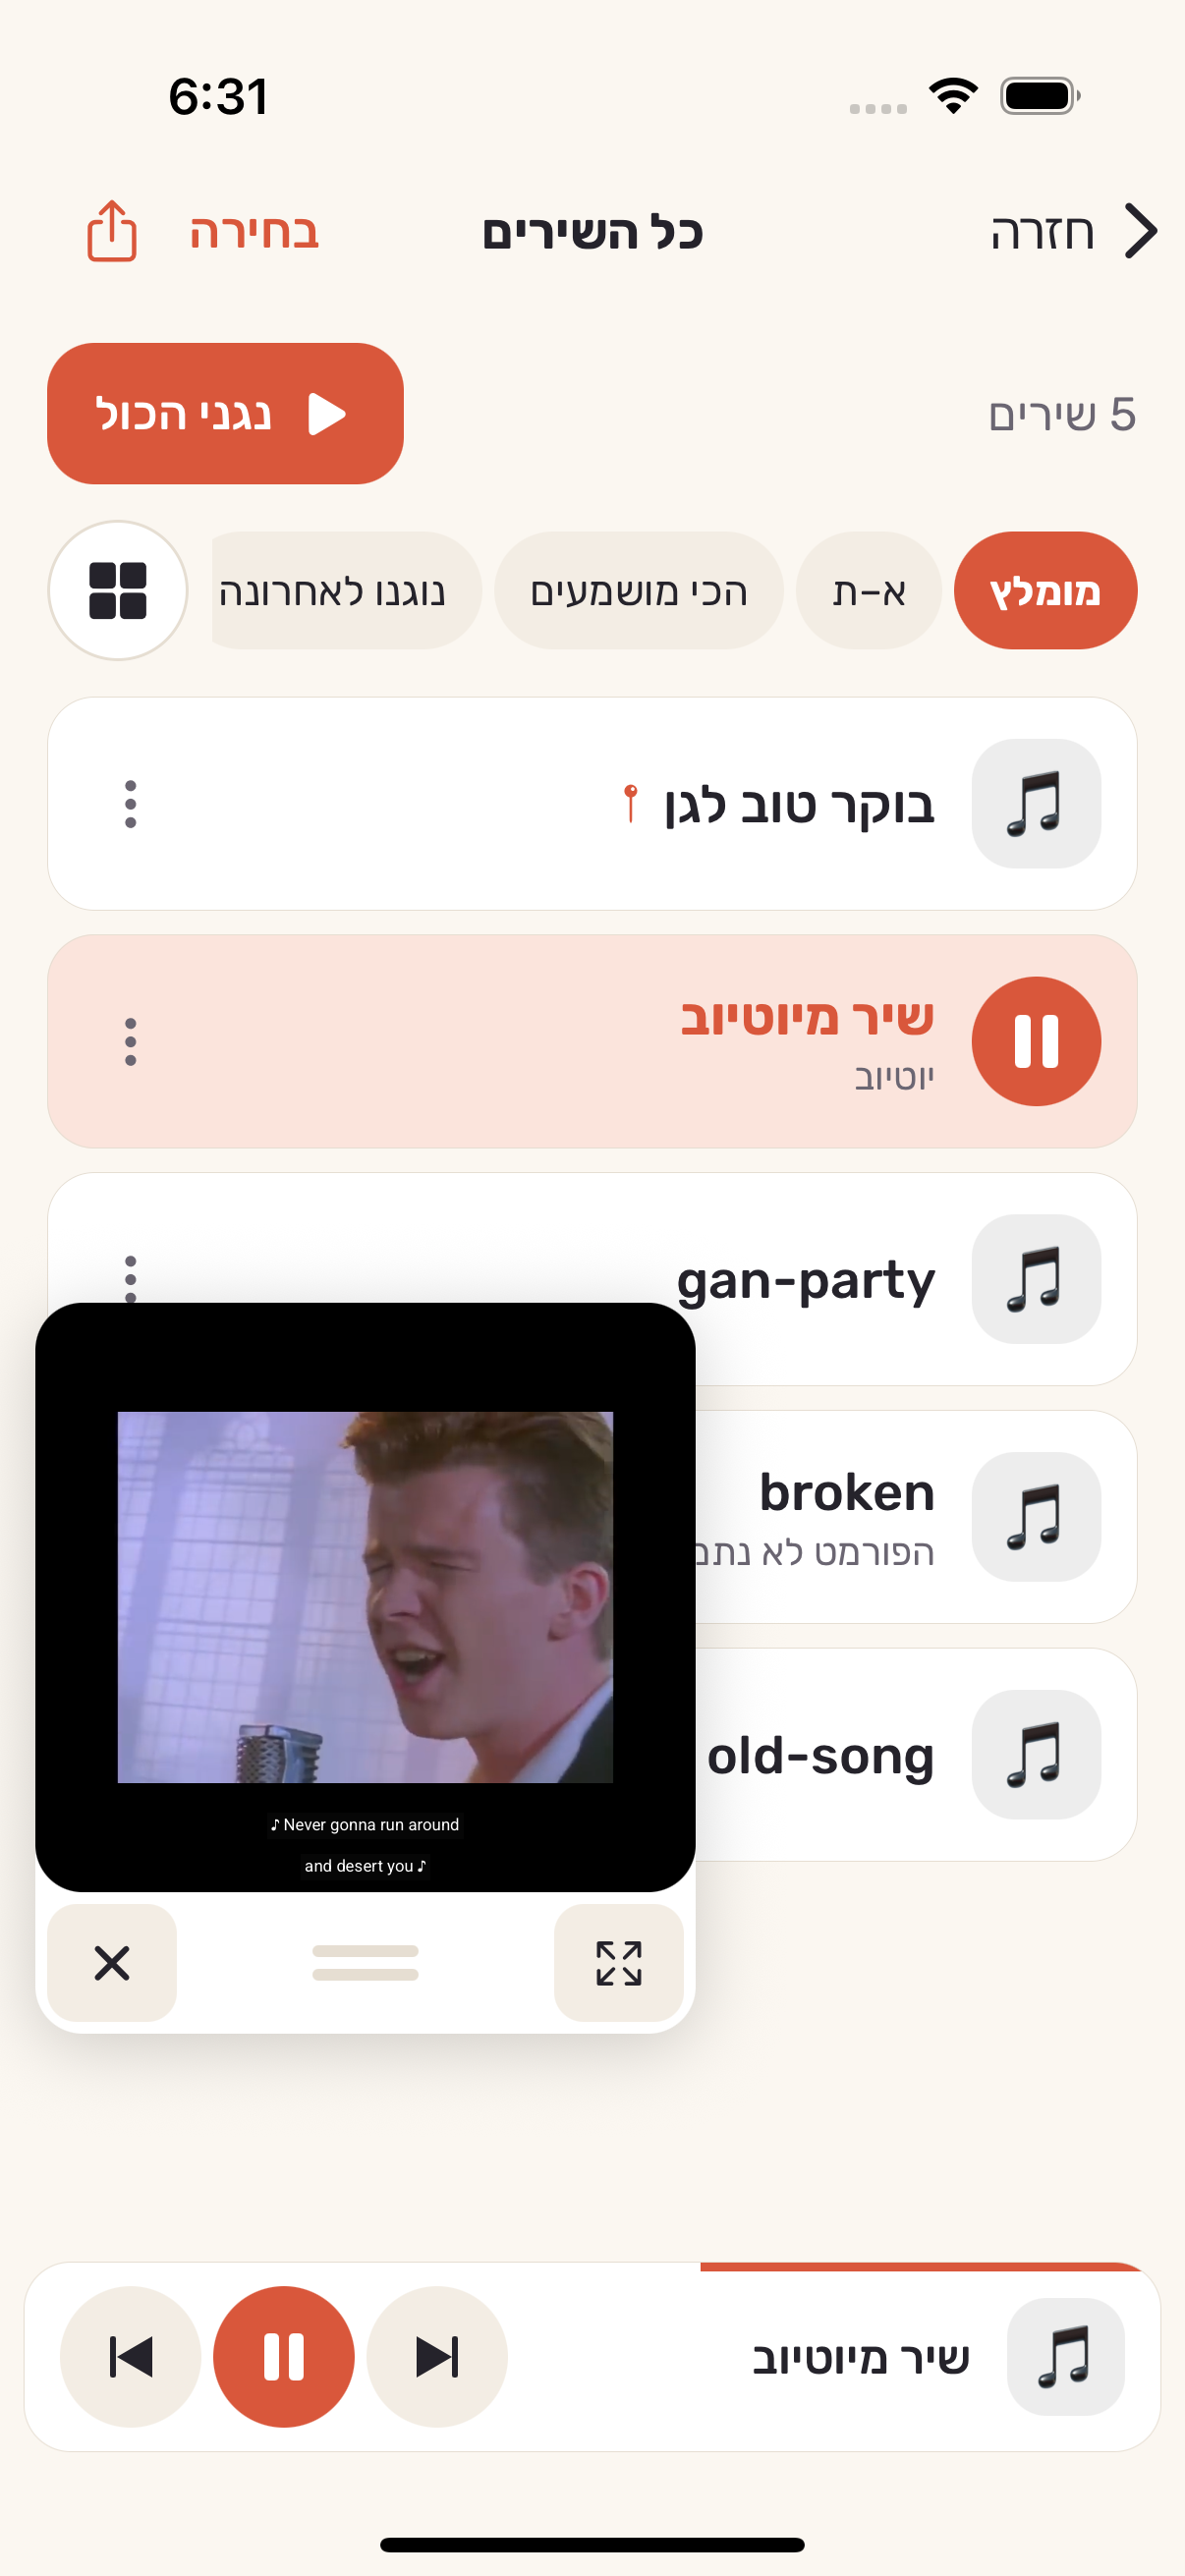 6:31
חזרה
כל השירים
בחירה
5 שירים
נגני הכול
מומלץ
א–ת
הכי מושמעים
נוגנו לאחרונה
בוקר טוב לגן
שיר מיוטיוב
יוטיוב
gan-party
broken
הפורמט לא
old-song
♪ Never gonna run around
and desert you ♪
שיר מיוטיוב